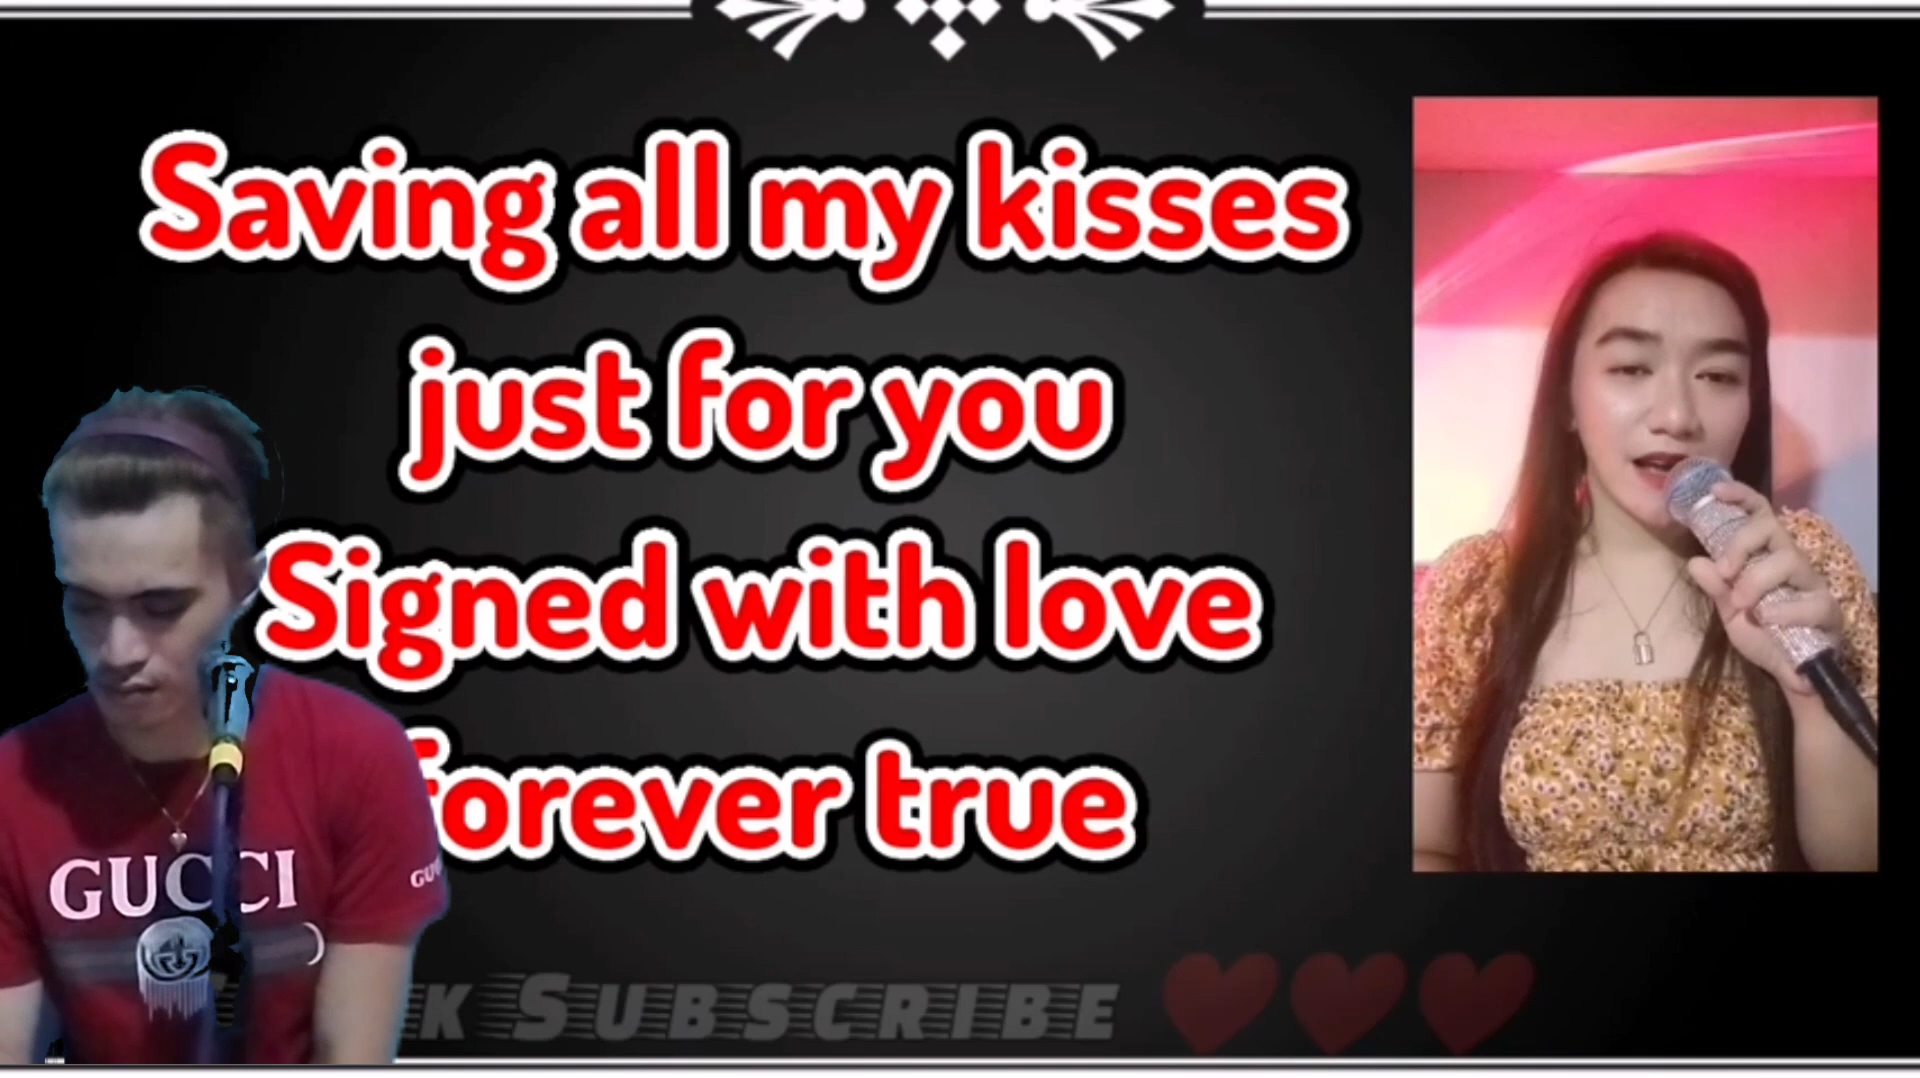 Saving all my kisses
just for you
Signed with love
forever true
GUCCI
SUBSCRIBE